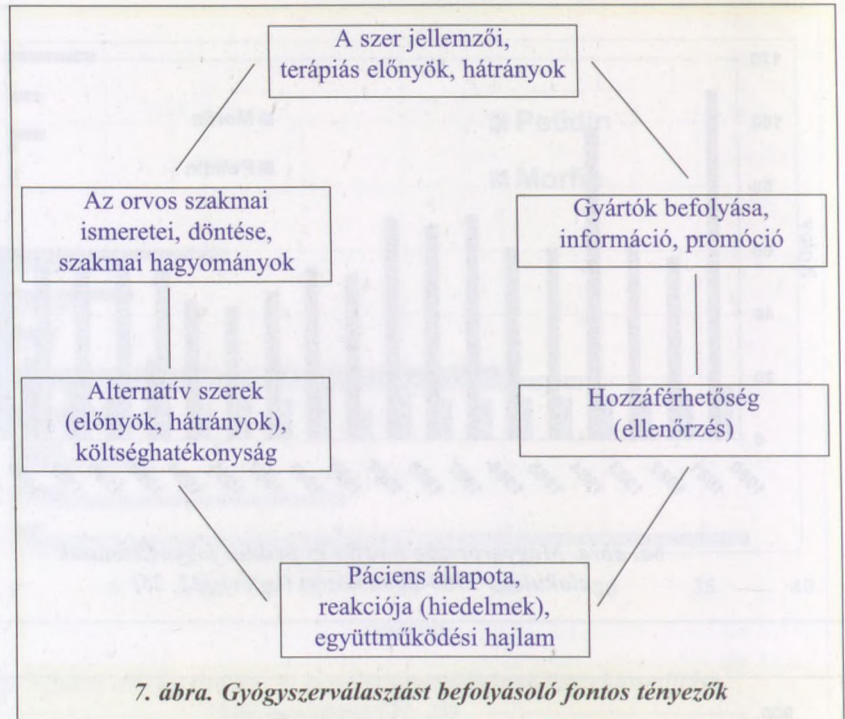 A szer jellemzői,
terápiás előnyök, hátrányok
Az orvos szakmai
ismeretei, döntése,
szakmai hagyományok
Gyártók befolyása,
információ, promóció
Alternatív szerek
(előnyök, hátrányok),
költséghatékonyság
Hozzáférhetőség
(ellenőrzés)
Páciens állapota,
reakciója (hiedelmek),
együttműködési hajlam
7. ábra. Gyógyszerválasztást befolyásoló fontos tényezők